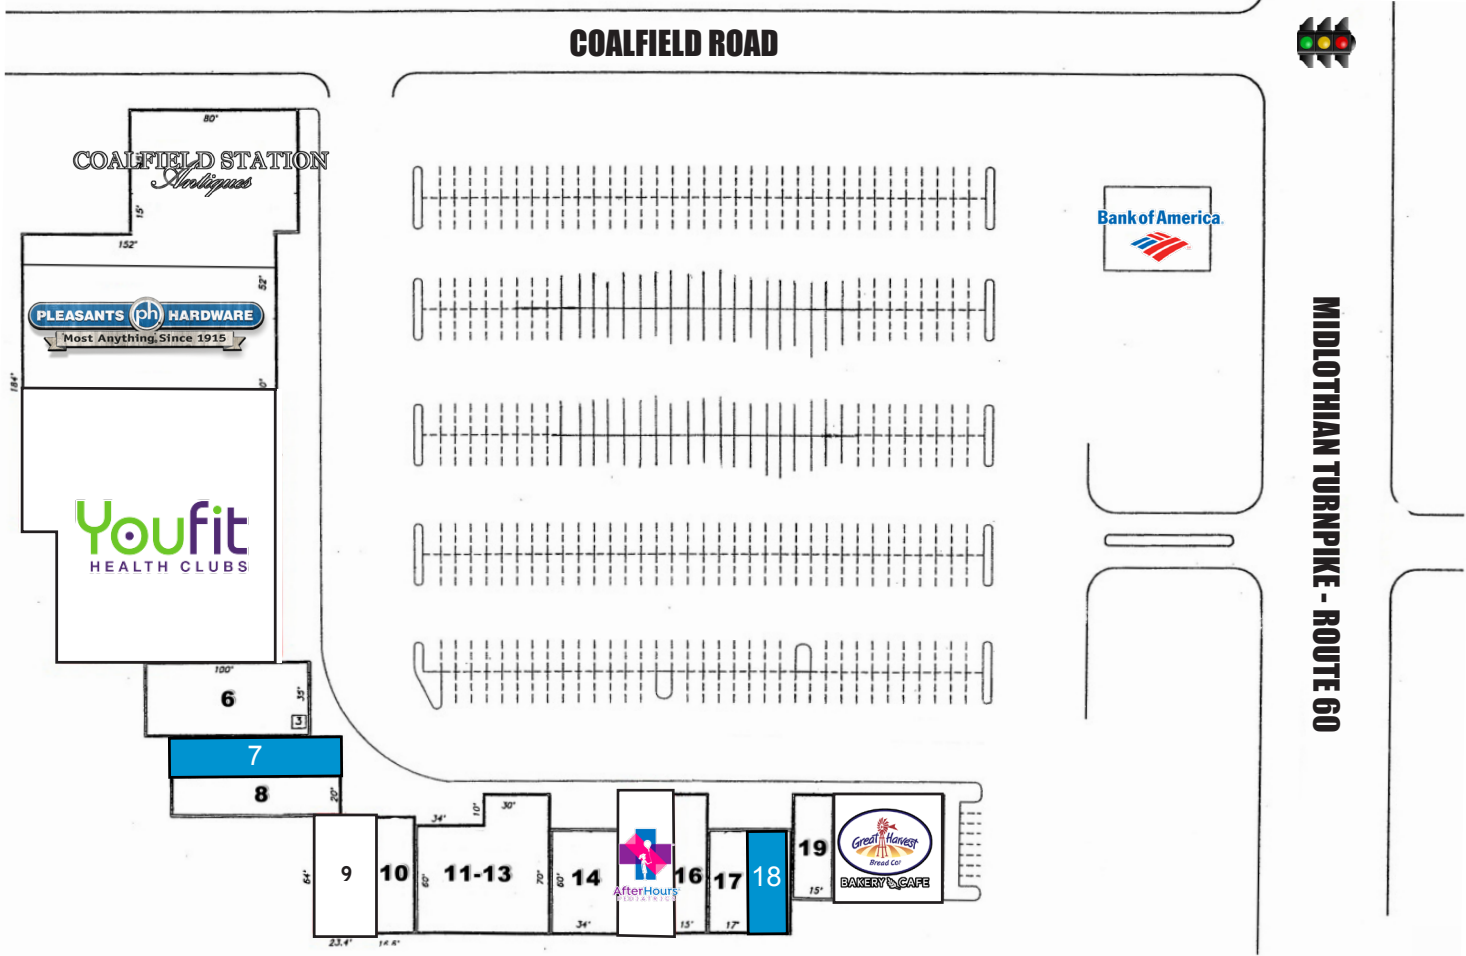 COALFIELD ROAD
80'
COALFIELD STATION
Antiques
15'
152'
52'
Bank of America
PLEASANTS ph HARDWARE
Most Anything Since 1915
184'
0'
MIDLOTHIAN TURNPIKE - ROUTE 60
Youfit
HEALTH CLUBS
100'
6
35'
3
7
8
20'
34'
10'
30'
64'
9
10
60'
11-13
70'
60'
14
34'
AfterHours
PEDIATRICS
16
15'
17
17'
18
19
15'
Great Harvest
Bread Co.
BAKERY & CAFE
23.4'